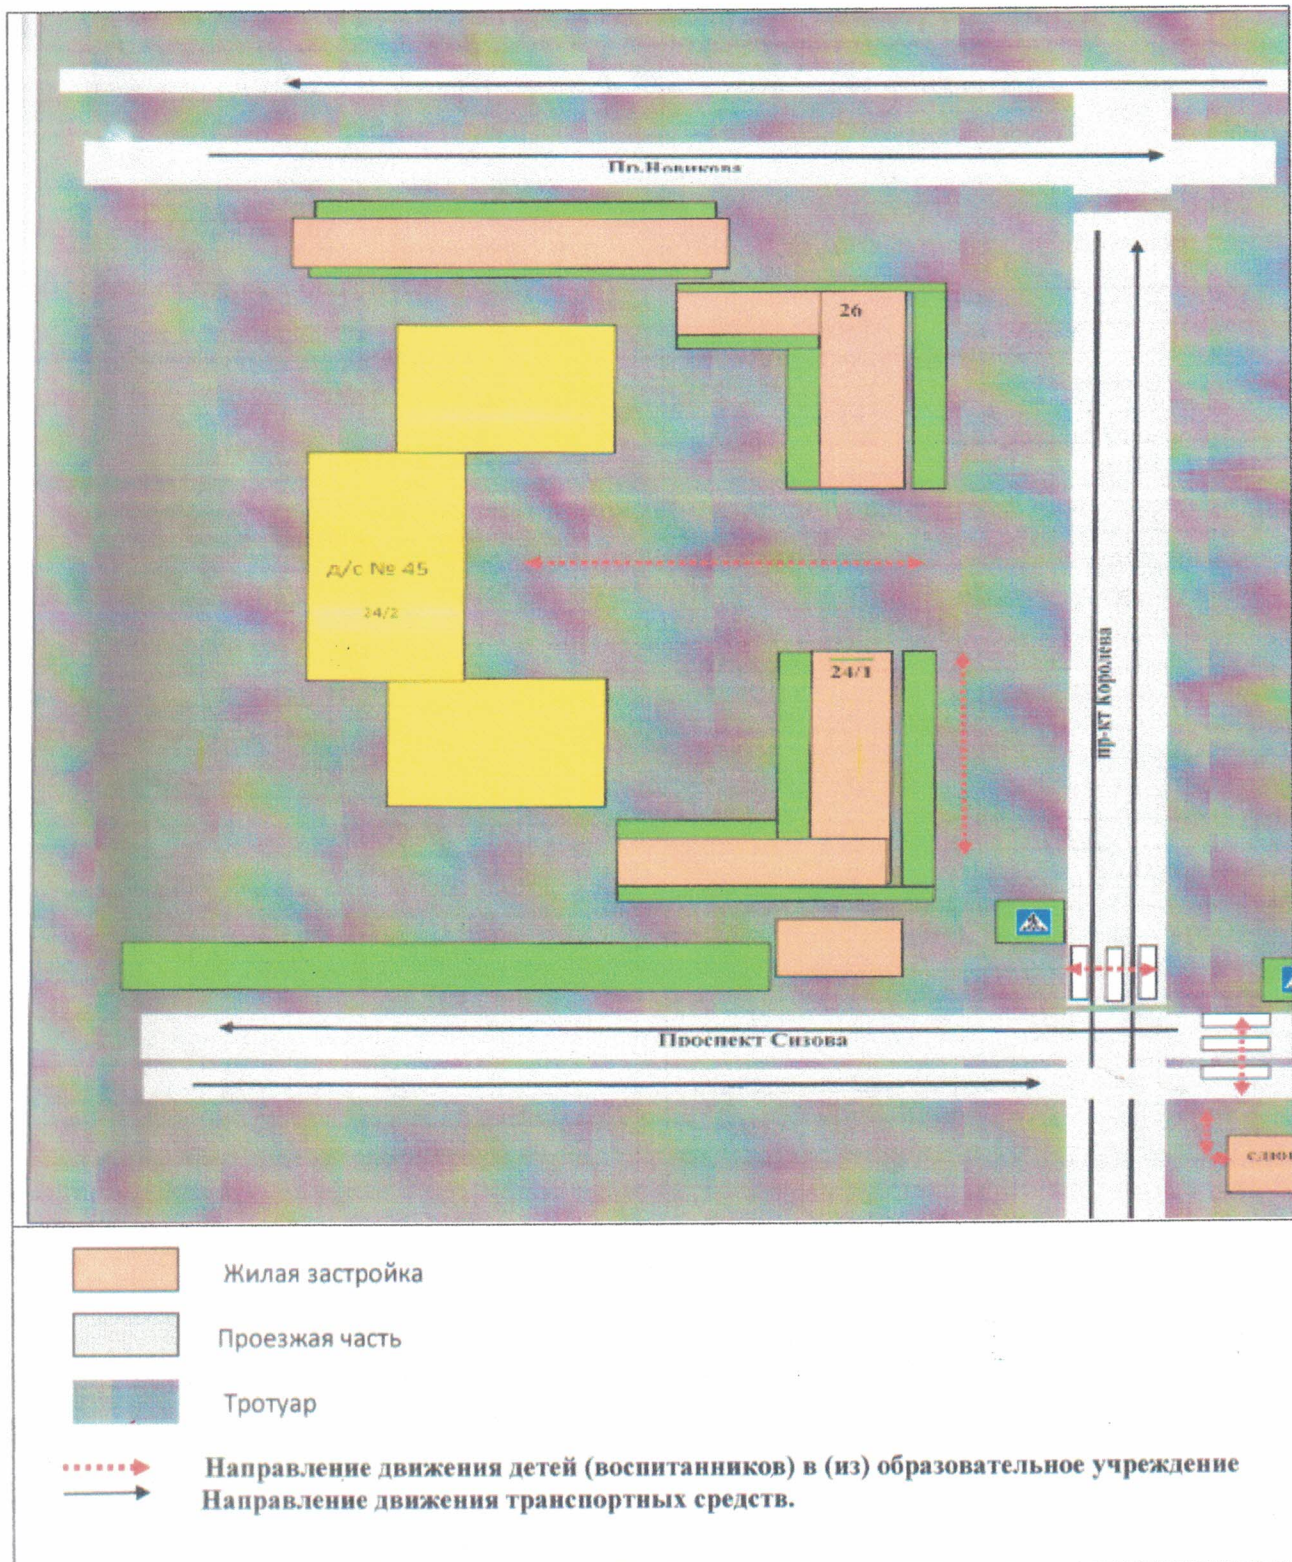 Пр.Новикова
26
д/с № 45
24/2
24/1
пр-кт Королева
Проспект Сизова
Жилая застройка
Проезжая часть
Тротуар
Направление движения детей (воспитанников) в (из) образовательное учреждение
Направление движения транспортных средств.